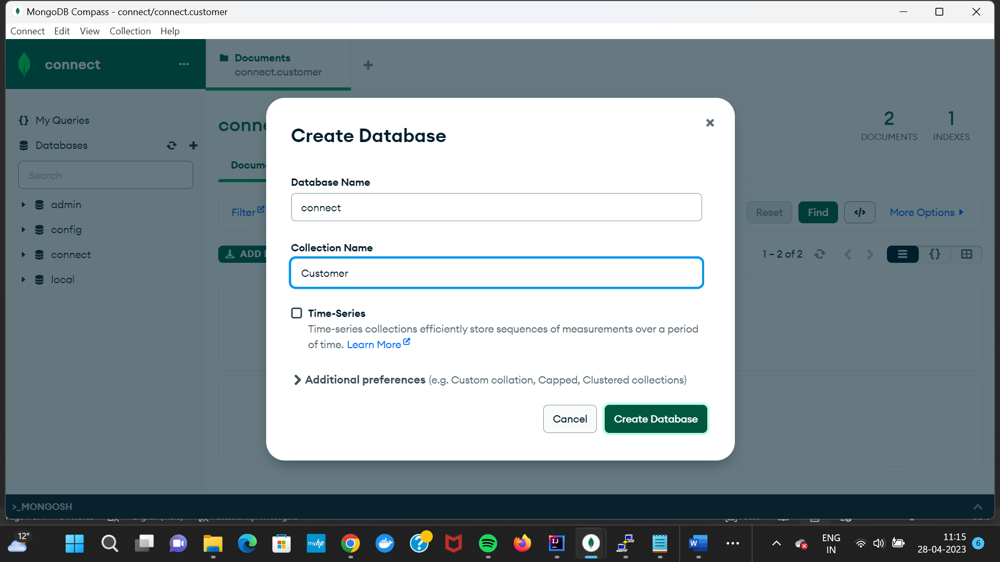 MongoDB Compass - connect/connect.customer
Connect Edit View Collection Help
connect
Documents
connect.customer
My Queries
Databases
Search
admin
config
connect
local
conne
2
DOCUMENTS
1
INDEXES
Docum
Filter
Reset
Find
</>
More Options
ADD
1 – 2 of 2
{}
Create Database
Database Name
connect
Collection Name
Customer
Time-Series
Time-series collections efficiently store sequences of measurements over a period
of time. Learn More
Additional preferences (e.g. Custom collation, Capped, Clustered collections)
Cancel
Create Database
>_MONGOSH
12°
myhp
IJ
W
ENG
IN
11:15
28-04-2023
6